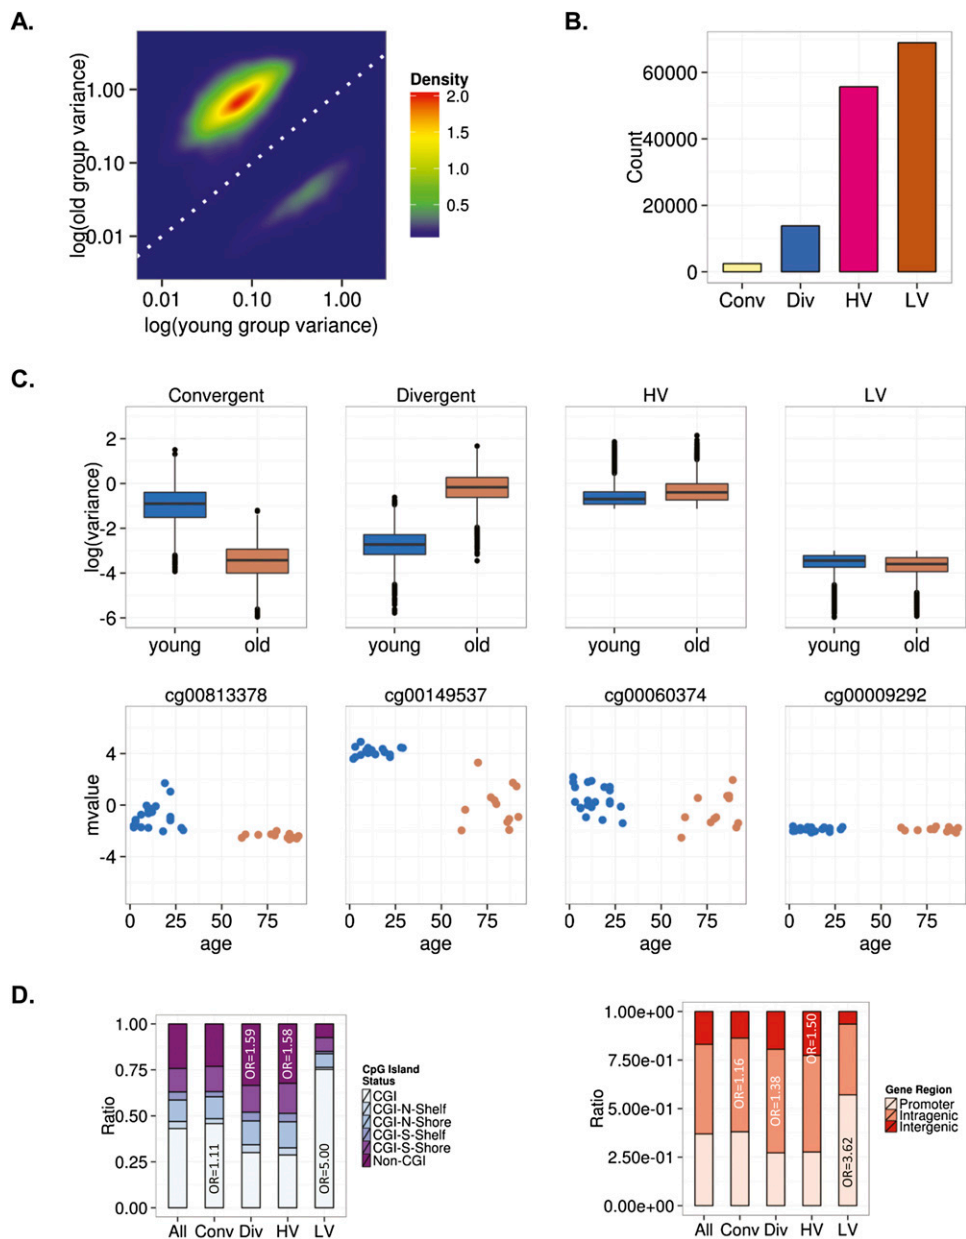 A.
log(old group variance)
1.00
0.10
0.01
0.01 0.10 1.00
log(young group variance)
Density
2.0
1.5
1.0
0.5
B.
Count
60000
40000
20000
0
Conv Div HV LV
C.
Convergent Divergent HV LV
log(variance)
2
0
-2
-4
-6
young old young old young old young old
cg00813378 cg00149537 cg00060374 cg00009292
mvalue
4
0
-4
0 25 50 75 0 25 50 75 0 25 50 75 0 25 50 75
age age age age
D.
Ratio
1.00
0.75
0.50
0.25
0.00
OR=1.11
OR=1.59
OR=1.58
OR=5.00
All Conv Div HV LV
CpG Island
Status
CGI
CGI-N-Shelf
CGI-N-Shore
CGI-S-Shelf
CGI-S-Shore
Non-CGI
Ratio
1.00e+00
7.50e-01
5.00e-01
2.50e-01
0.00e+00
OR=1.16
OR=1.38
OR=1.50
OR=3.62
All Conv Div HV LV
Gene Region
Promoter
Intragenic
Intergenic